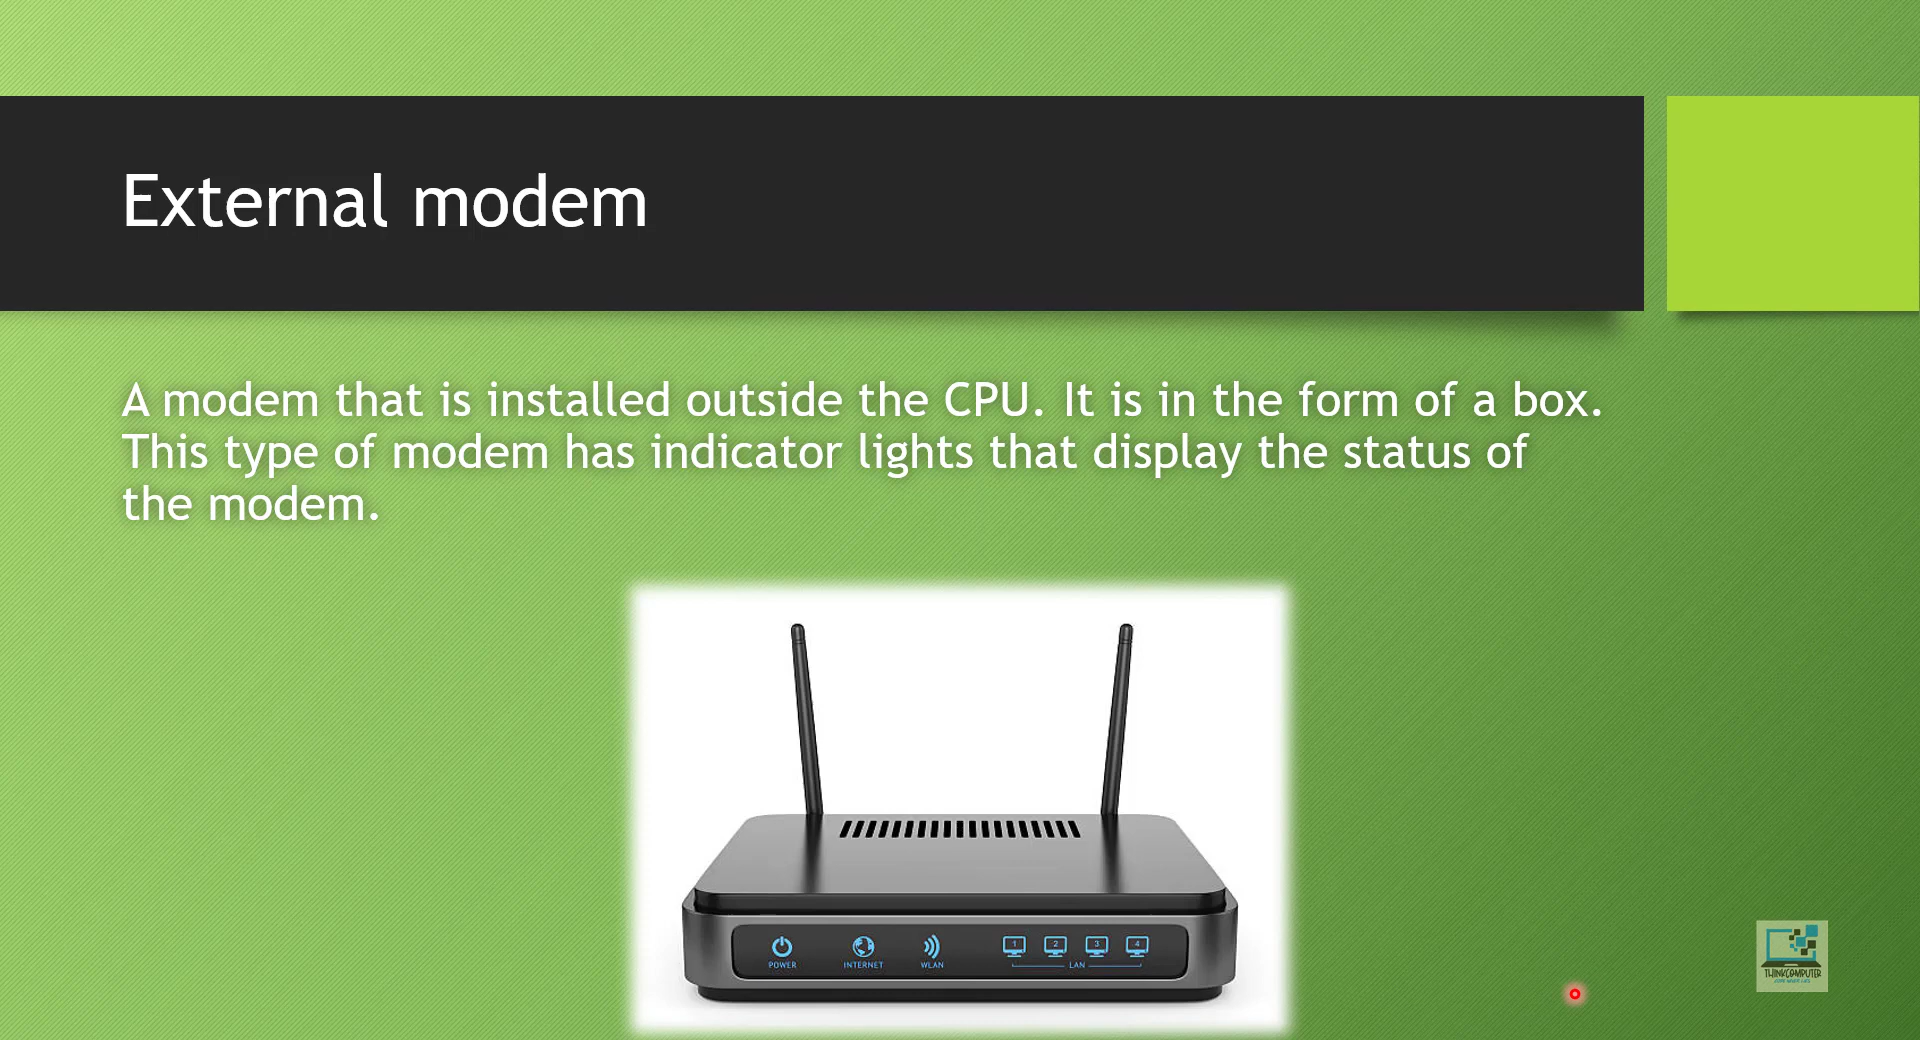 External modem
A modem that is installed outside the CPU. It is in the form of a box.
This type of modem has indicator lights that display the status of
the modem.
POWER
INTERNET
WLAN
1
2
3
4
LAN
THINKCOMPUTER